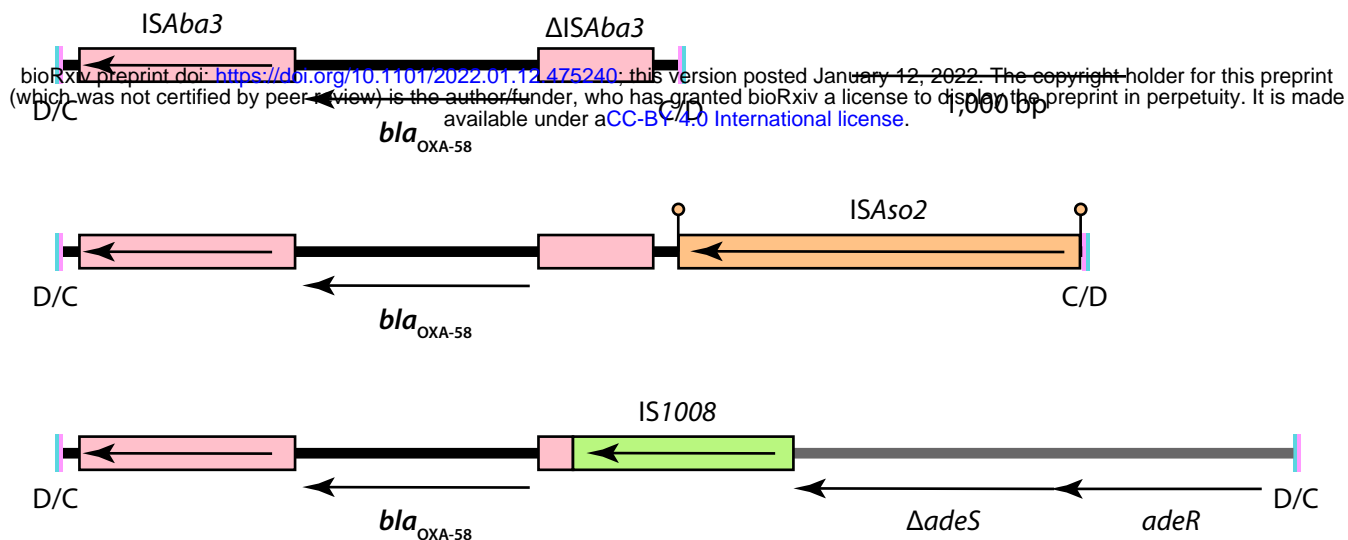 ISAba3 ΔISAba3
bioRxiv preprint doi: https://doi.org/10.1101/2022.01.12.475240; this version posted January 12, 2022. The copyright holder for this preprint
(which was not certified by peer review) is the author/funder, who has granted bioRxiv a license to display the preprint in perpetuity. It is made
available under aCC-BY 4.0 International license.
D/C C/D 1,000 bp
blaOXA-58
ISAso2
D/C C/D
blaOXA-58
IS1008
D/C D/C
blaOXA-58 ΔadeS adeR